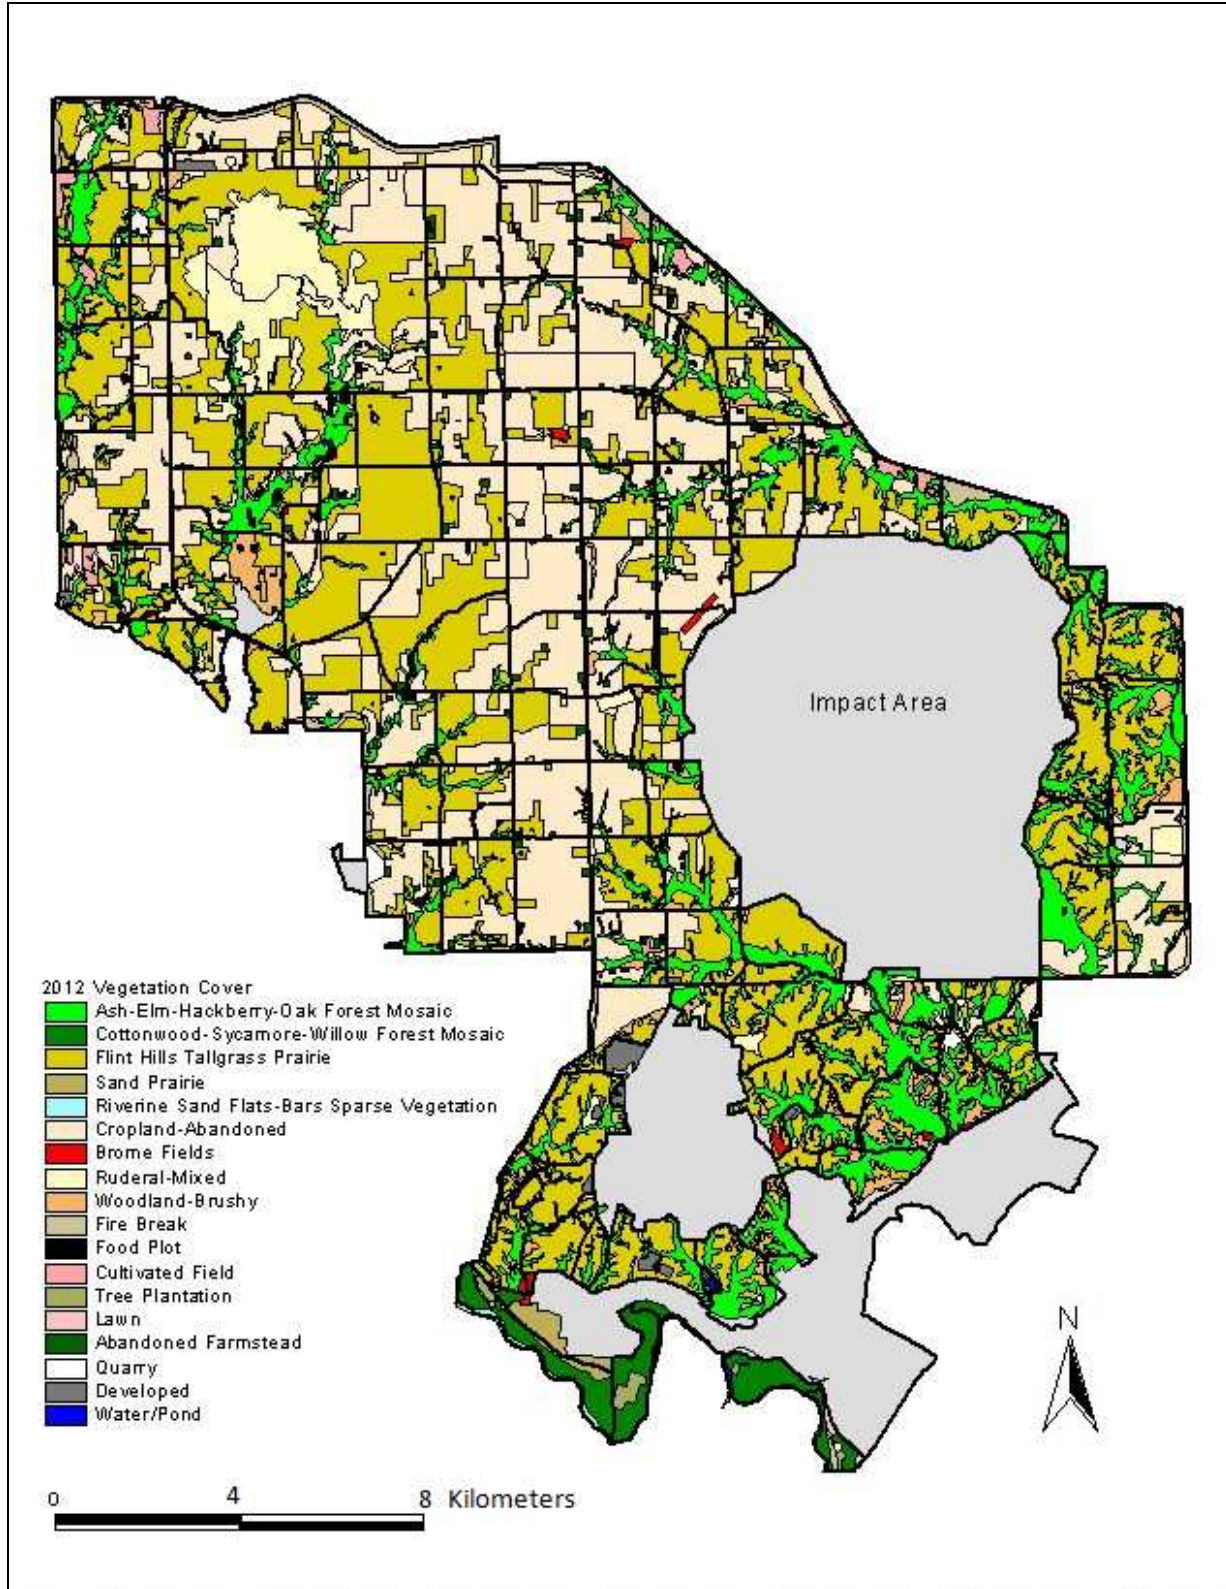 Impact Area
2012 Vegetation Cover
Ash-Elm-Hackberry-Oak Forest Mosaic
Cottonwood-Sycamore-Willow Forest Mosaic
Flint Hills Tallgrass Prairie
Sand Prairie
Riverine Sand Flats-Bars Sparse Vegetation
Cropland-Abandoned
Brome Fields
Ruderal-Mixed
Woodland-Brushy
Fire Break
Food Plot
Cultivated Field
Tree Plantation
Lawn
Abandoned Farmstead
Quarry
Developed
Water/Pond
N
0 4 8 Kilometers